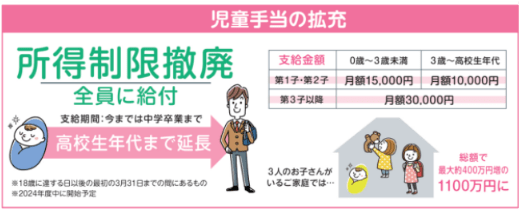 児童手当の拡充
所得制限撤廃
全員に給付
支給期間:今までは中学卒業まで
高校生年代まで延長
※18歳に達する日以後の最初の3月31日までの間にあるもの
※2024年度中に開始予定
支給金額 0歳〜3歳未満 3歳〜高校生年代
第1子・第2子 月額15,000円 月額10,000円
第3子以降 月額30,000円
3人のお子さんが
いるご家庭では…
総額で
最大約400万円増の
1100万円に